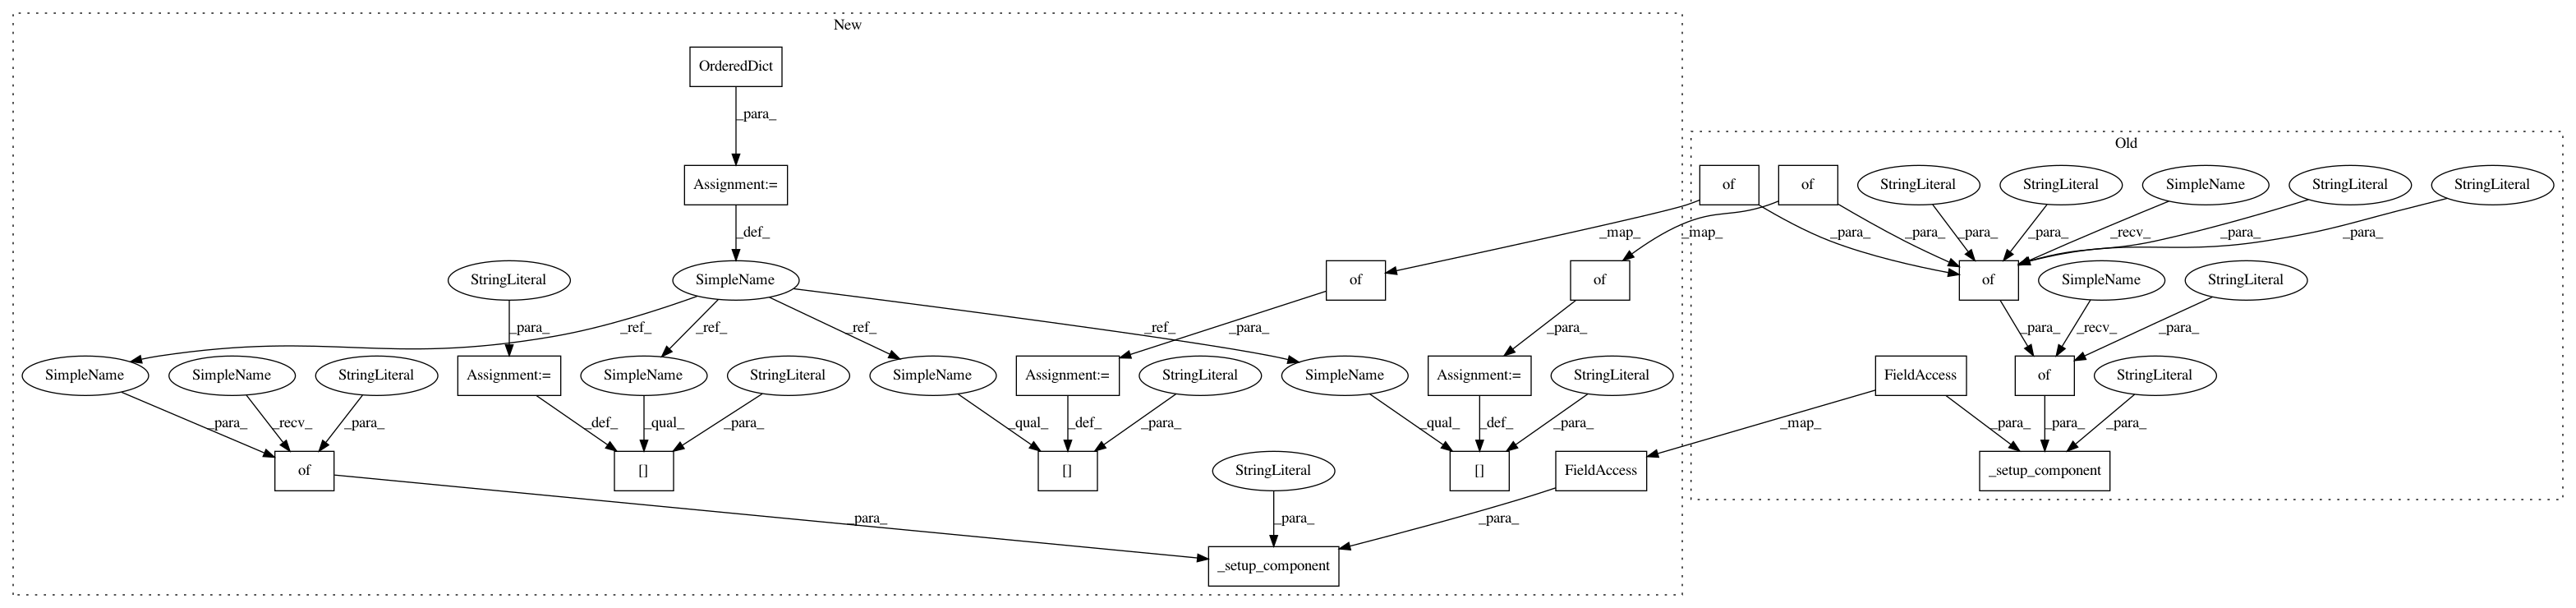 New
OrderedDict
Old
_para_
Assignment:=
of
of
StringLiteral
StringLiteral
SimpleName
StringLiteral
StringLiteral
_def_
_map_
_map_
_para_
_para_
_para_
_para_
_recv_
_para_
_para_
StringLiteral
SimpleName
of
of
of
SimpleName
StringLiteral
_para_
_ref_
_ref_
_ref_
_ref_
_para_
_para_
_para_
_recv_
_para_
SimpleName
SimpleName
StringLiteral
Assignment:=
SimpleName
StringLiteral
SimpleName
Assignment:=
StringLiteral
SimpleName
Assignment:=
StringLiteral
FieldAccess
of
StringLiteral
_para_
_recv_
_para_
_def_
_qual_
_para_
_qual_
_def_
_para_
_qual_
_def_
_para_
_map_
_para_
_para_
_para_
of
[]
[]
StringLiteral
[]
FieldAccess
_setup_component
_para_
_para_
_para_
_setup_component